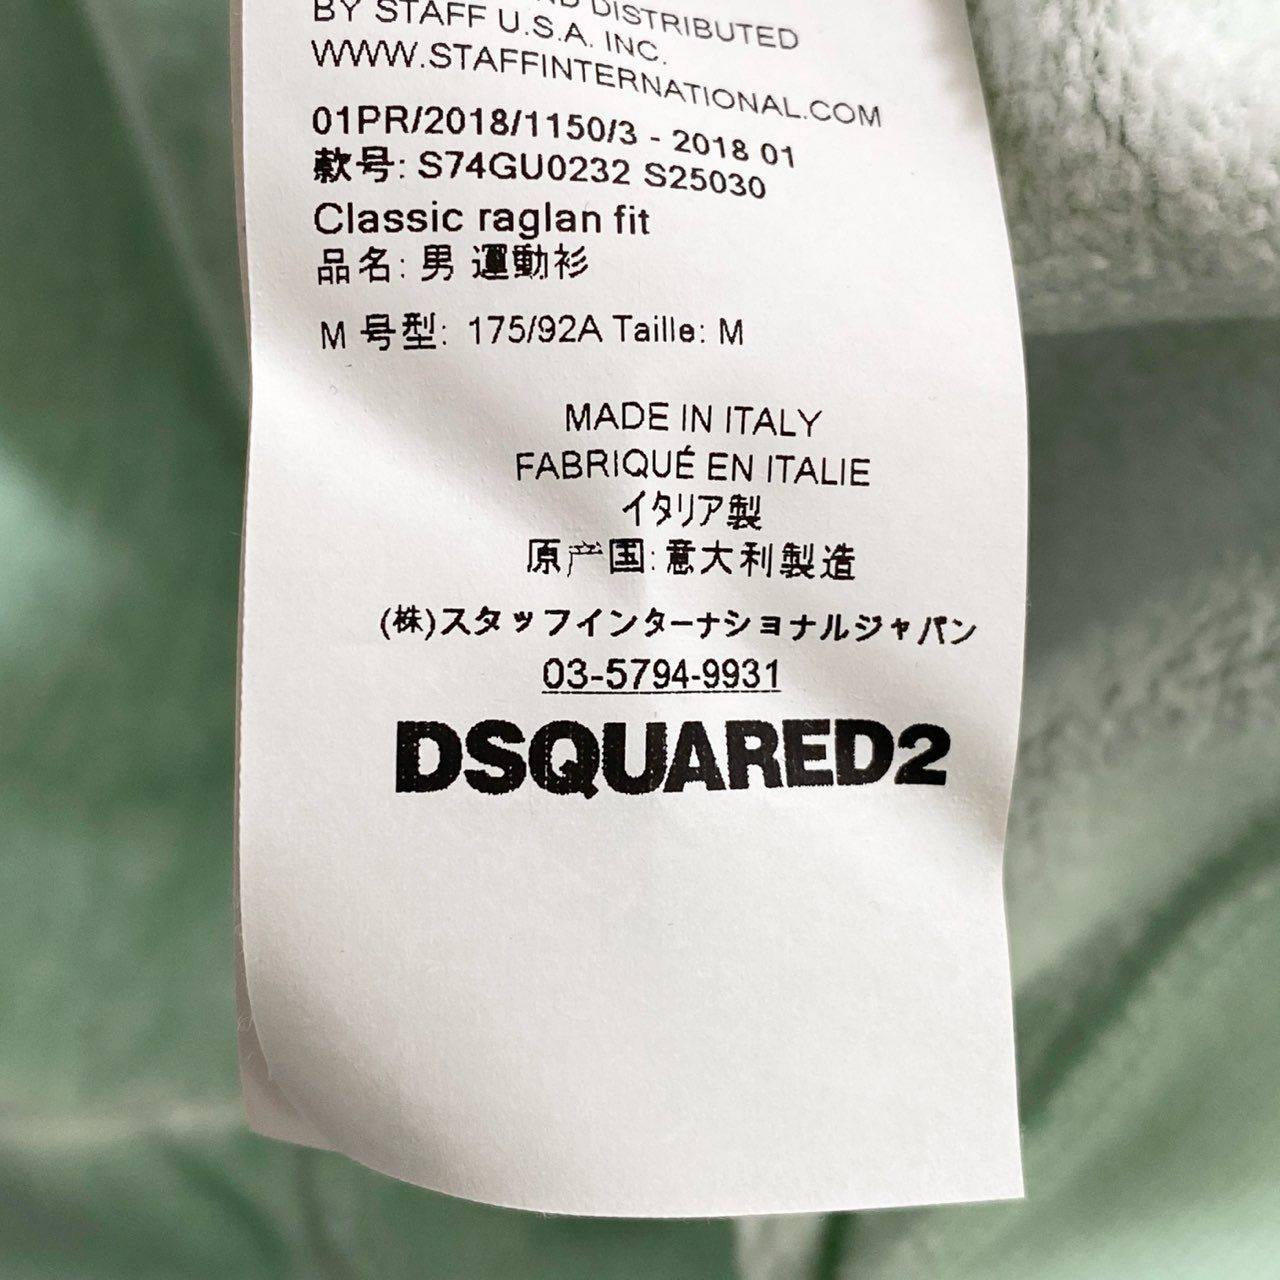 DISTRIBUTED
BY STAFF U.S.A. INC.
WWW.STAFFINTERNATIONAL.COM
01PR/2018/1150/3 - 2018 01
款号: S74GU0232 S25030
Classic raglan fit
品名: 男 運動衫
M 号型: 175/92A Taille: M
MADE IN ITALY
FABRIQUÉ EN ITALIE
イタリア製
原产国: 意大利製造
(株)スタッフインターナショナルジャパン
03-5794-9931
DSQUARED2